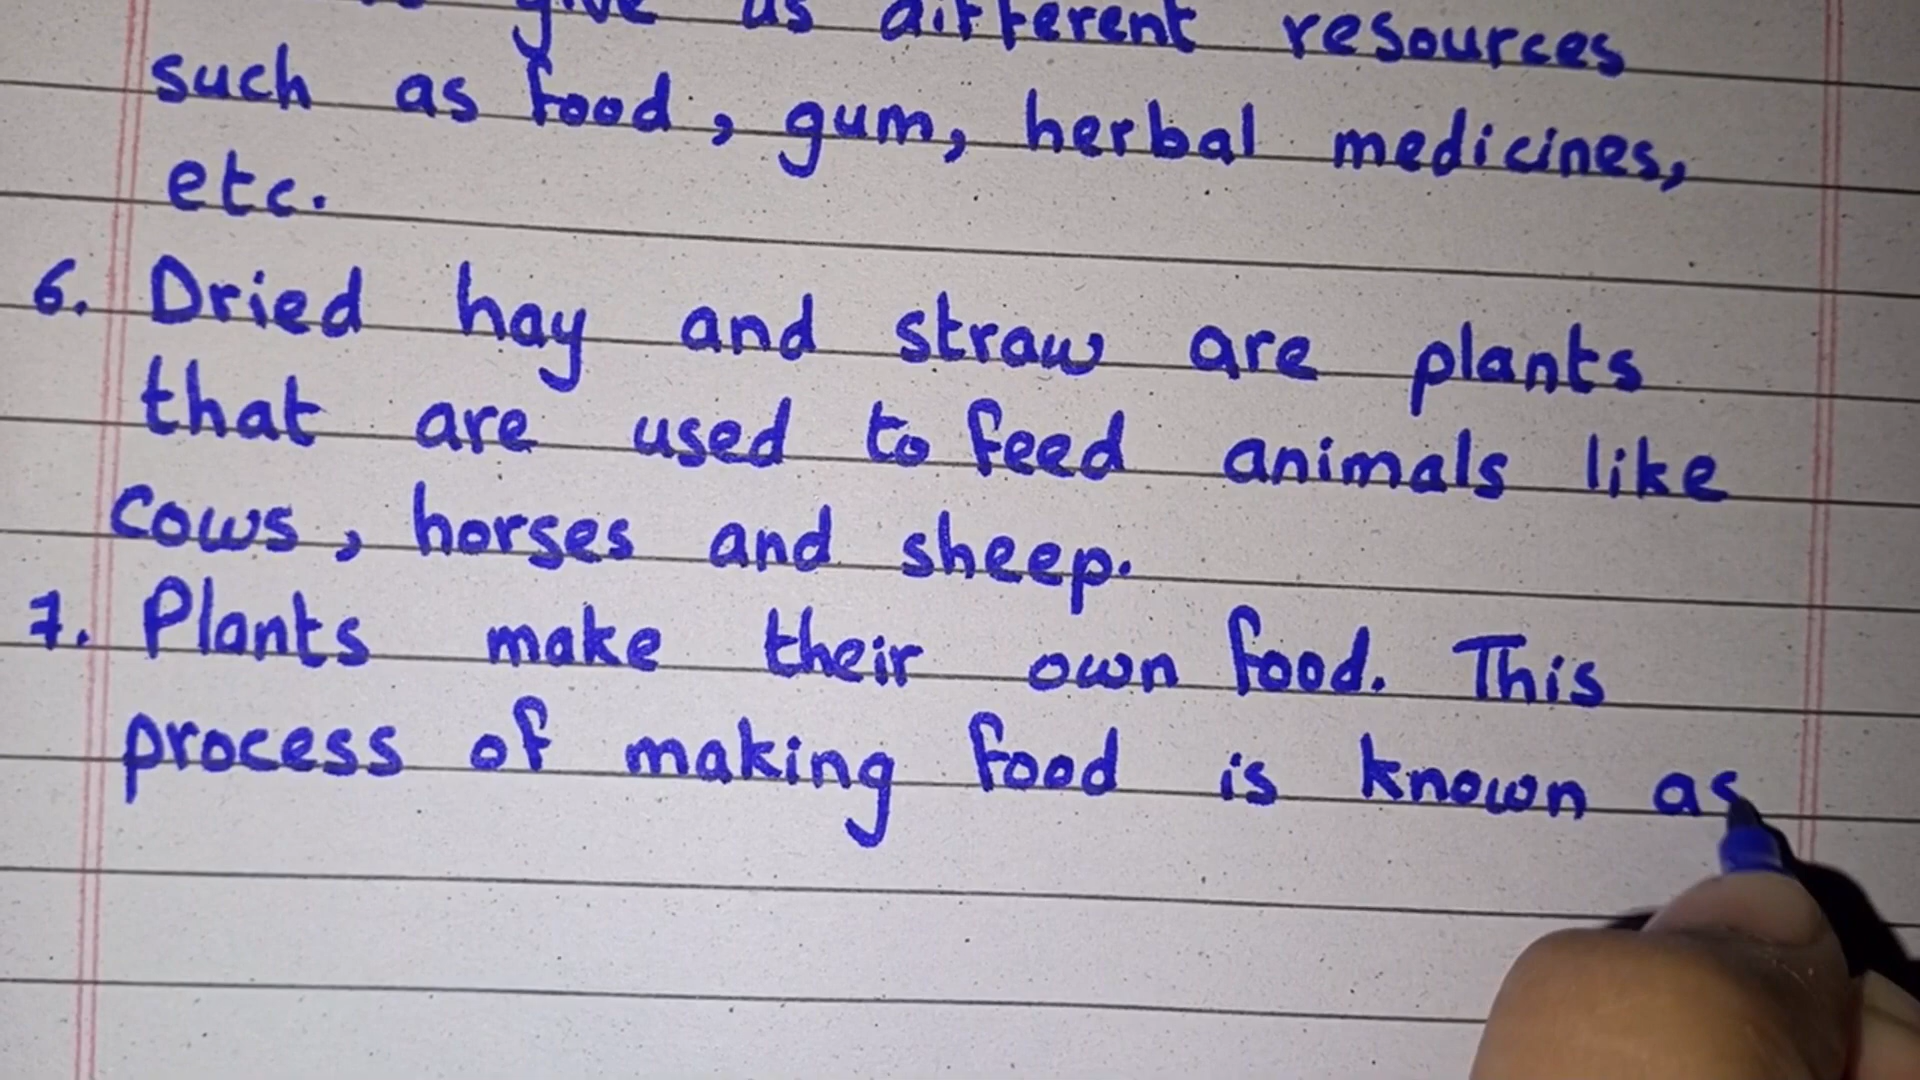 give us different resources
such as food, gum, herbal medicines,
etc.
6. Dried hay and straw are plants
that are used to feed animals like
cows, horses and sheep.
7. Plants make their own food. This
process of making food is known as